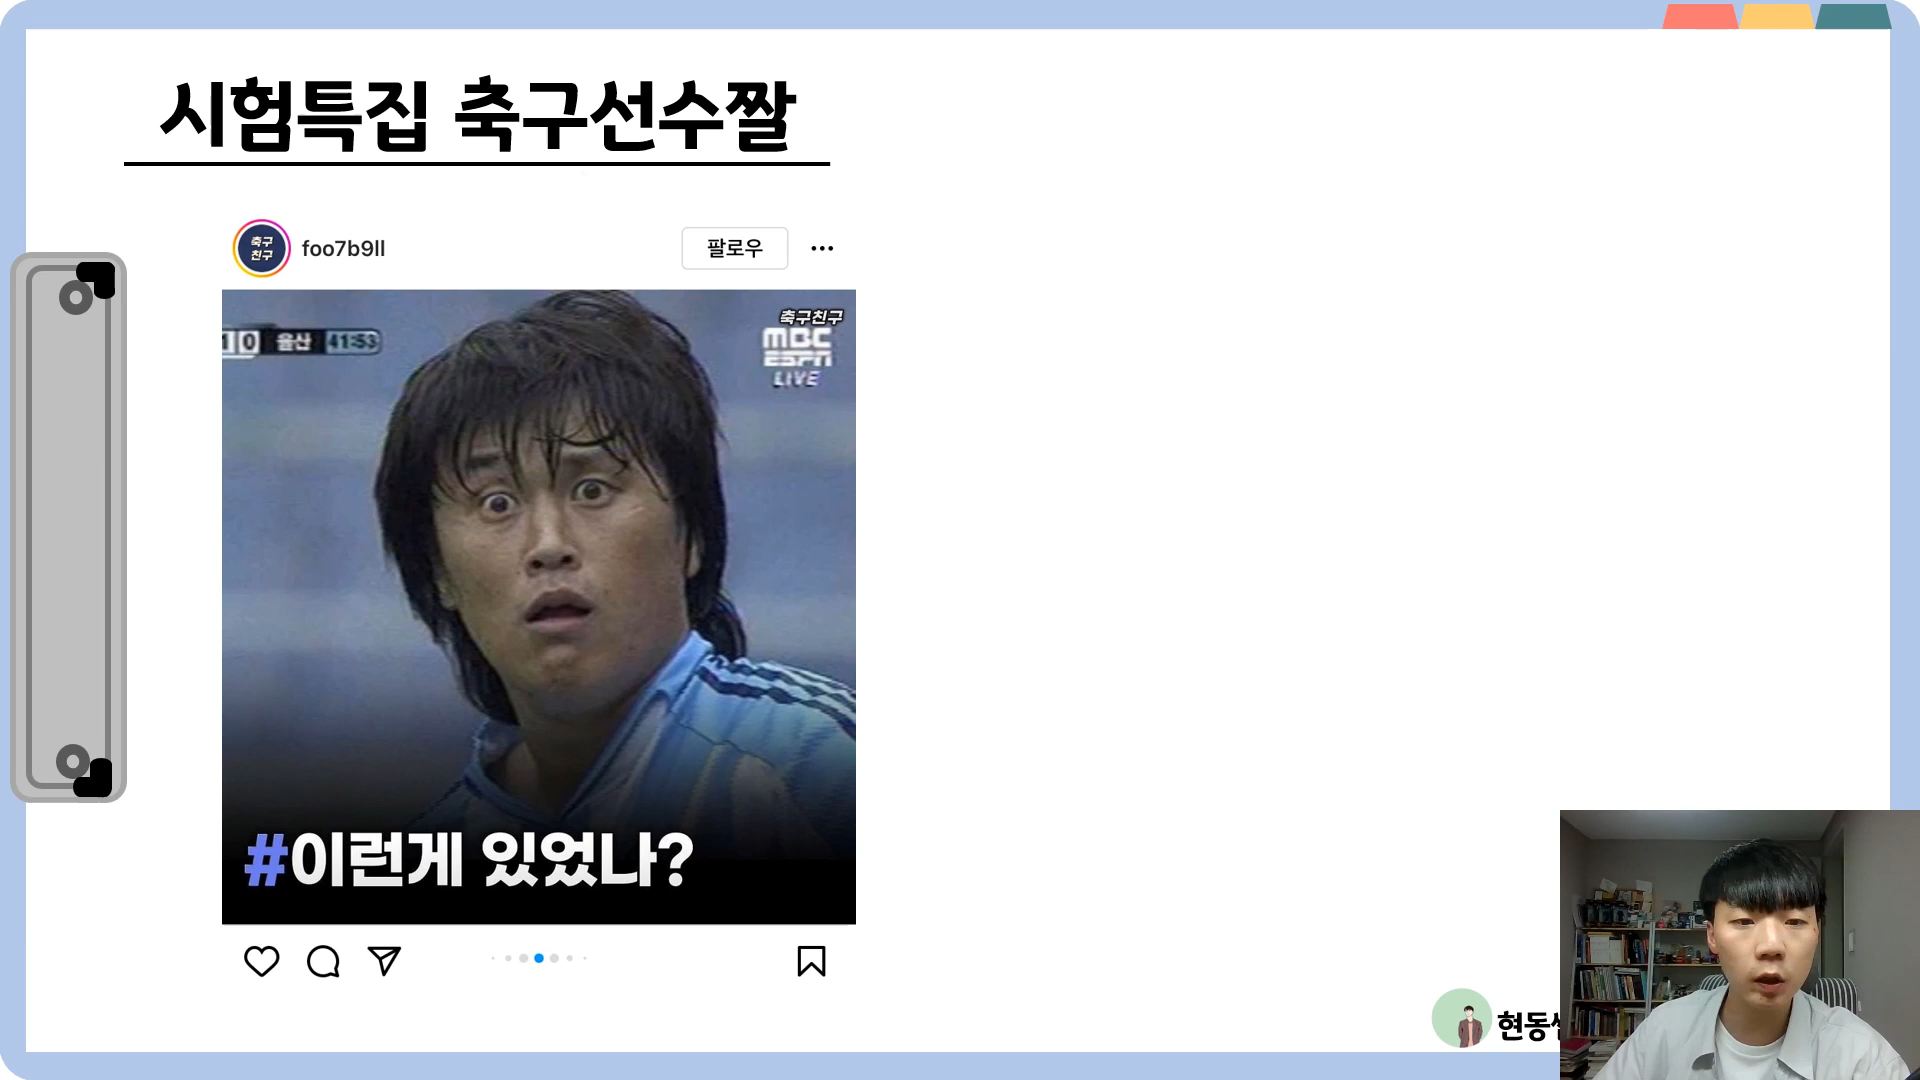 시험특집 축구선수짤
축구
친구
foo7b9ll
팔로우
축구친구
1 0 울산 41:53
MBC
ESPN
LIVE
#이런게 있었나?
현동